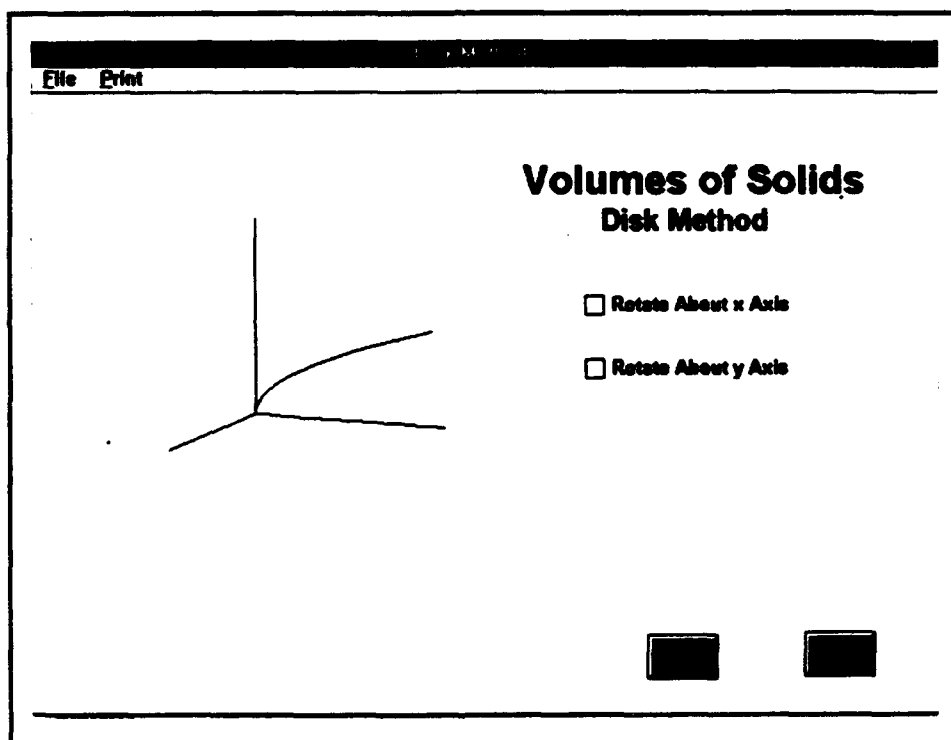 File Print
Volumes of Solids
Disk Method
Rotate About x Axis
Rotate About y Axis